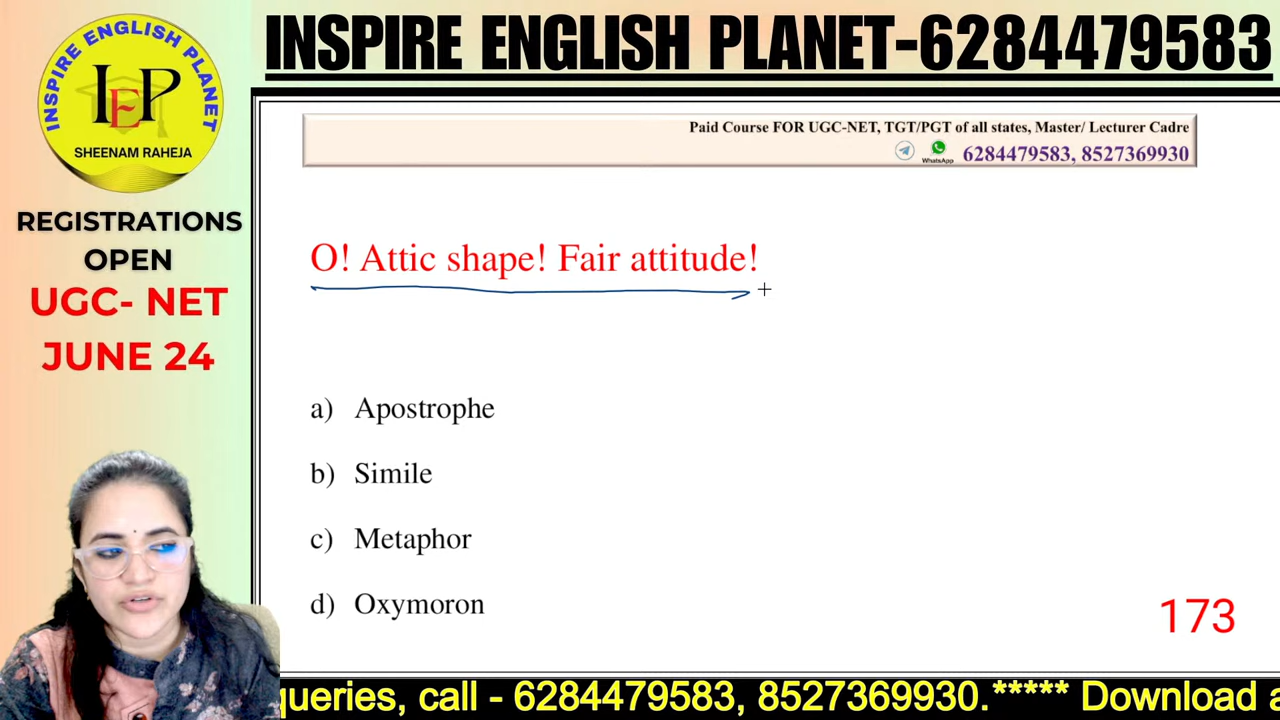 INSPIRE ENGLISH PLANET-6284479583
INSPIRE ENGLISH PLANET
IEP
SHEENAM RAHEJA
REGISTRATIONS
OPEN
UGC- NET
JUNE 24
Paid Course FOR UGC-NET, TGT/PGT of all states, Master/ Lecturer Cadre
WhatsApp 6284479583, 8527369930
O! Attic shape! Fair attitude!
a) Apostrophe
b) Simile
c) Metaphor
d) Oxymoron
173
queries, call - 6284479583, 8527369930.***** Download a